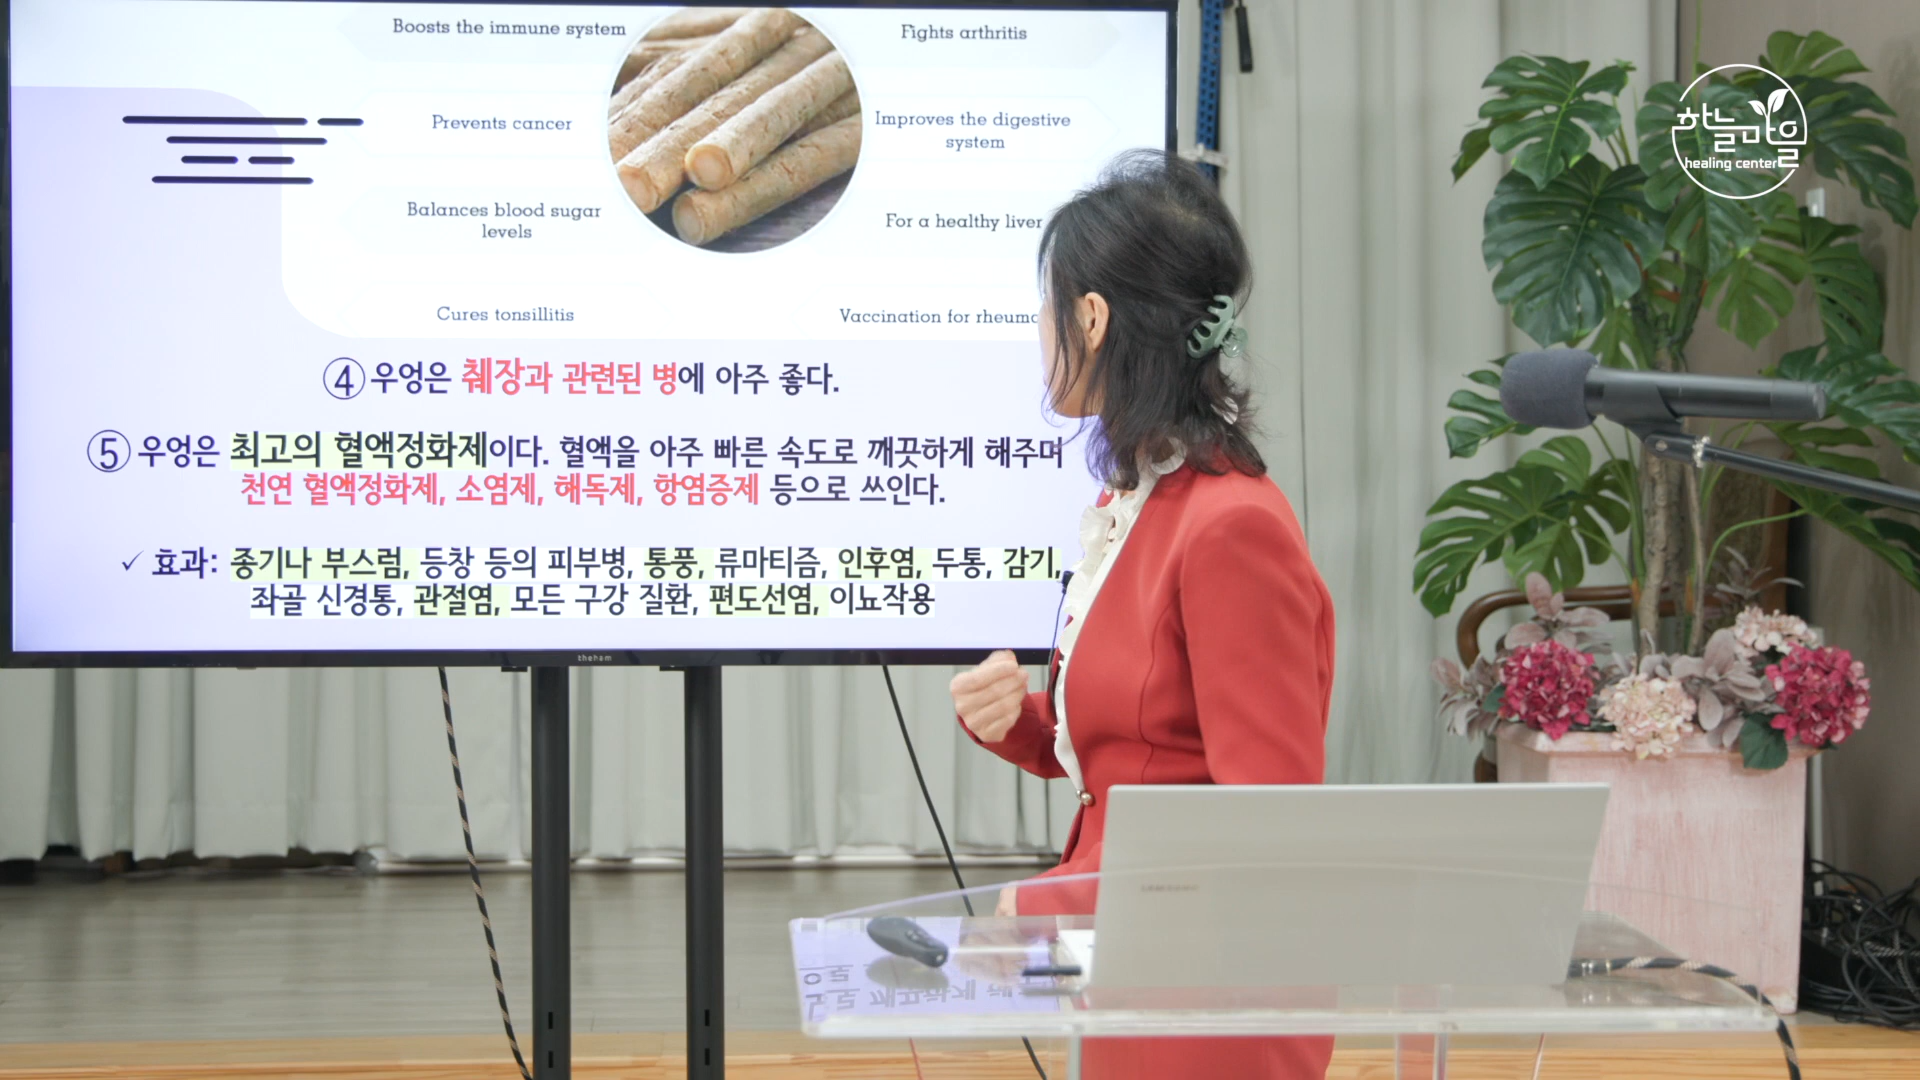 Boosts the immune system
Fights arthritis
Prevents cancer
Improves the digestive
system
Balances blood sugar
levels
For a healthy liver
Cures tonsillitis
Vaccination for
④ 우엉은 췌장과 관련된 병에 아주 좋다.
⑤ 우엉은 최고의 혈액정화제이다. 혈액을 아주 빠른 속도로 깨끗하게 해주며
천연 혈액정화제, 소염제, 해독제, 항염증제 등으로 쓰인다.
✓ 효과: 종기나 부스럼, 등창 등의 피부병, 통풍, 류마티즘, 인후염, 두통, 감기,
좌골 신경통, 관절염, 모든 구강 질환, 편도선염, 이뇨작용
theham
하늘마을
healing center
SAMSUNG